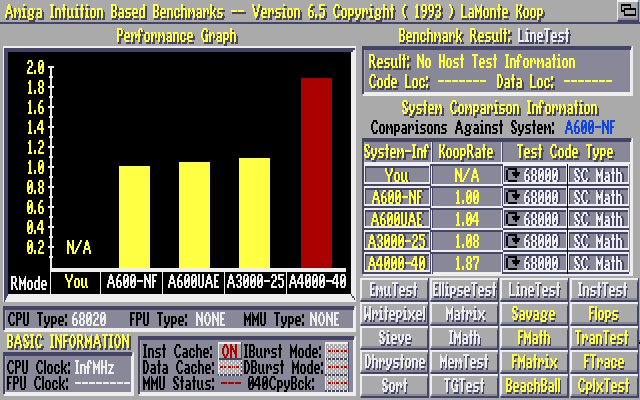 Amiga Intuition Based Benchmarks -- Version 6.5 Copyright ( 1993 ) LaMonte Koop
Performance Graph
2.0
1.8
1.6
1.4
1.2
1.0
0.8
0.6
0.4
0.2
N/A
RMode You A600-NF A600UAE A3000-25 A4000-40
Benchmark Result: LineTest
Result: No Host Test Information
Code Loc: ------- Data Loc: -------
System Comparison Information
Comparisons Against System: A600-NF
System-Inf KoopRate Test Code Type
You N/A 68000 SC Math
A600-NF 1.00 68000 SC Math
A600UAE 1.04 68000 SC Math
A3000-25 1.08 68000 SC Math
A4000-40 1.87 68000 SC Math
EmuTest EllipseTest LineTest InstTest
Writepixel Matrix Savage Flops
Sieve IMath FMath TranTest
Dhrystone MemTest FMatrix FTrace
Sort TGTest BeachBall CplxTest
CPU Type: 68020 FPU Type: NONE MMU Type: NONE
BASIC INFORMATION
CPU Clock: InfMHz
FPU Clock: --------
Inst Cache: ON IBurst Mode: ---
Data Cache: --- DBurst Mode: ---
MMU Status: --- 040CpyBck: ---